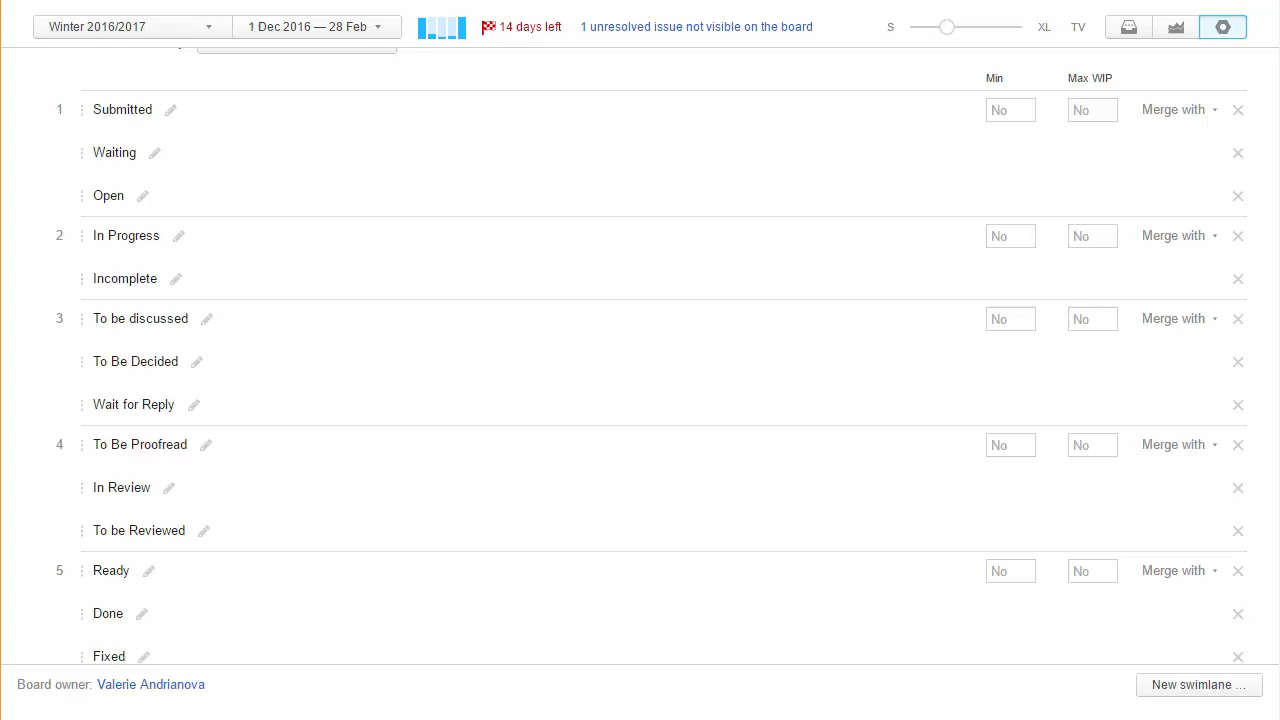 Winter 2016/2017 1 Dec 2016 — 28 Feb 14 days left 1 unresolved issue not visible on the board S XL TV
Min Max WIP
1 Submitted No No Merge with
Waiting
Open
2 In Progress No No Merge with
Incomplete
3 To be discussed No No Merge with
To Be Decided
Wait for Reply
4 To Be Proofread No No Merge with
In Review
To be Reviewed
5 Ready No No Merge with
Done
Fixed
Board owner: Valerie Andrianova New swimlane ...